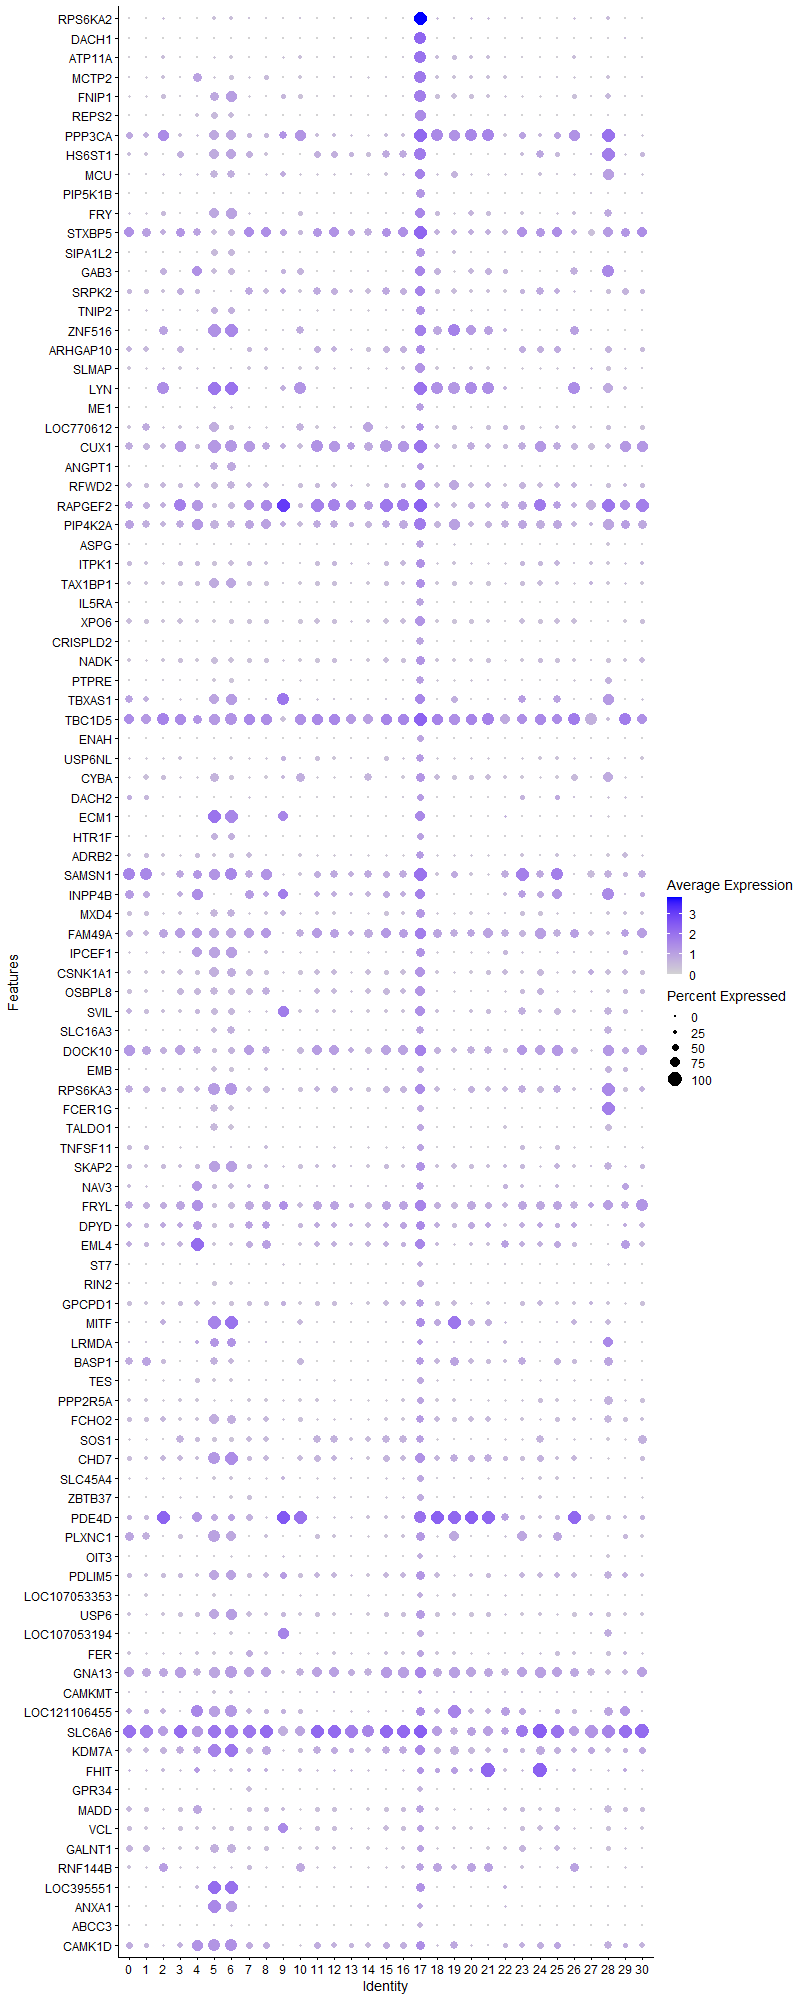 RPS6KA2
DACH1
ATP11A
MCTP2
FNIP1
REPS2
PPP3CA
HS6ST1
MCU
PIP5K1B
FRY
STXBP5
SIPA1L2
GAB3
SRPK2
TNIP2
ZNF516
ARHGAP10
SLMAP
LYN
ME1
LOC770612
CUX1
ANGPT1
RFWD2
RAPGEF2
PIP4K2A
ASPG
ITPK1
TAX1BP1
IL5RA
XPO6
CRISPLD2
NADK
PTPRE
TBXAS1
TBC1D5
ENAH
USP6NL
CYBA
DACH2
ECM1
HTR1F
ADRB2
SAMSN1
INPP4B
MXD4
FAM49A
IPCEF1
CSNK1A1
OSBPL8
SVIL
SLC16A3
DOCK10
EMB
RPS6KA3
FCER1G
TALDO1
TNFSF11
SKAP2
NAV3
FRYL
DPYD
EML4
ST7
RIN2
GPCPD1
MITF
LRMDA
BASP1
TES
PPP2R5A
FCHO2
SOS1
CHD7
SLC45A4
ZBTB37
PDE4D
PLXNC1
OIT3
PDLIM5
LOC107053353
USP6
LOC107053194
FER
GNA13
CAMKMT
LOC121106455
SLC6A6
KDM7A
FHIT
GPR34
MADD
VCL
GALNT1
RNF144B
LOC395551
ANXA1
ABCC3
CAMK1D
Features
0 1 2 3 4 5 6 7 8 9 10 11 12 13 14 15 16 17 18 19 20 21 22 23 24 25 26 27 28 29 30
Identity
Average Expression
3
2
1
0
Percent Expressed
0
25
50
75
100